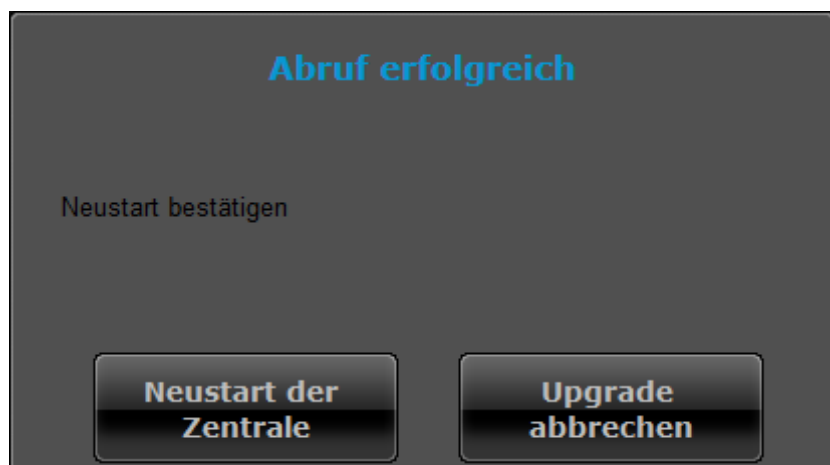 Abruf erfolgreich
Neustart bestätigen
Neustart der
Zentrale
Upgrade
abbrechen